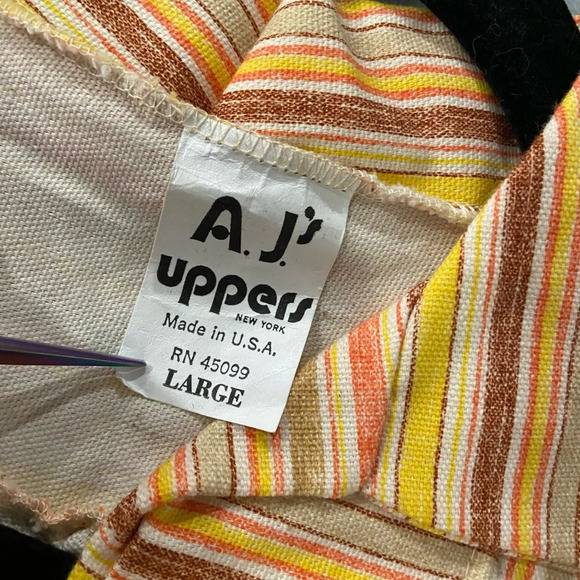 A.J.'s
uppers
NEW YORK
Made in U.S.A.
RN 45099
LARGE